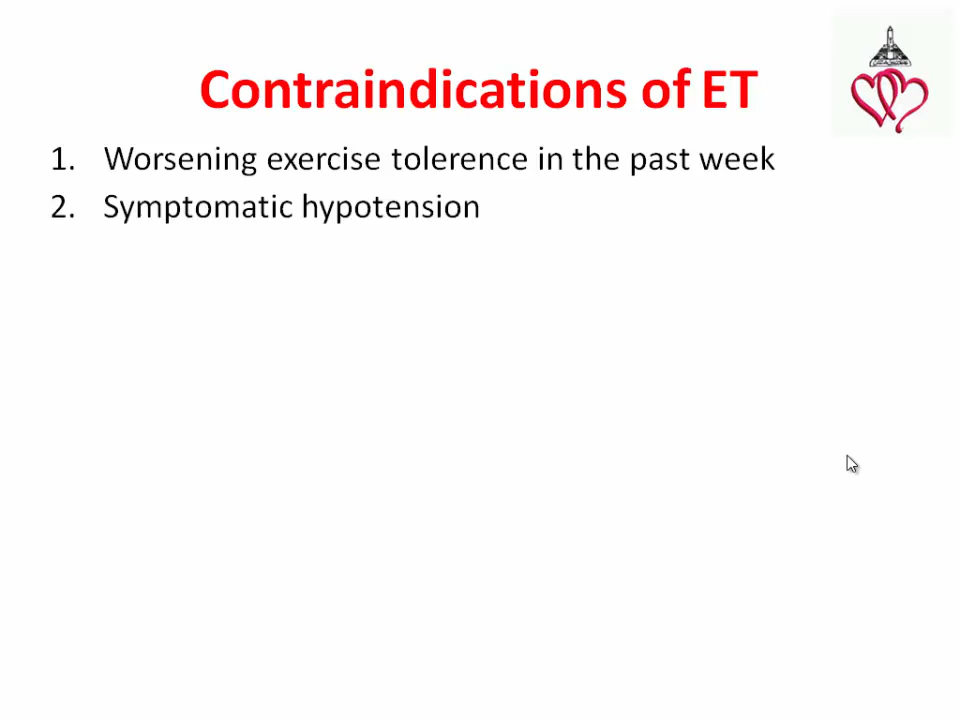 Contraindications of ET
1. Worsening exercise tolerence in the past week
2. Symptomatic hypotension